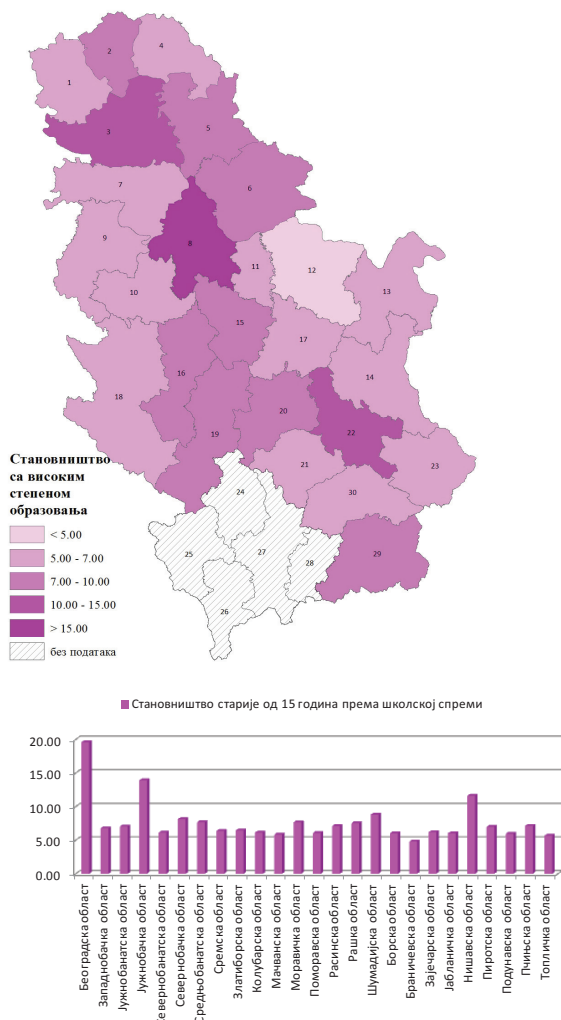 1
2
4
3
5
7
6
9
8
10
11
12
13
15
17
14
16
18
19
20
22
21
23
30
24
25
27
28
29
26
Становништво
са високим
степеном
образовања
< 5.00
5.00 - 7.00
7.00 - 10.00
10.00 - 15.00
> 15.00
без података
Становништво старије од 15 година према школској спреми
20.00
15.00
10.00
5.00
0.00
Београдска област
Западнобачка област
Јужнобанатска област
Јужнобачка област
Севернобанатска област
Севернобачка област
Средњобанатска област
Сремска област
Златиборска област
Колубарска област
Мачванска област
Моравичка област
Поморавска област
Расинска област
Рашка област
Шумадијска област
Борска област
Браничевска област
Зајечарска област
Јабланичка област
Нишавска област
Пиротска област
Подунавска област
Пчињска област
Топличка област